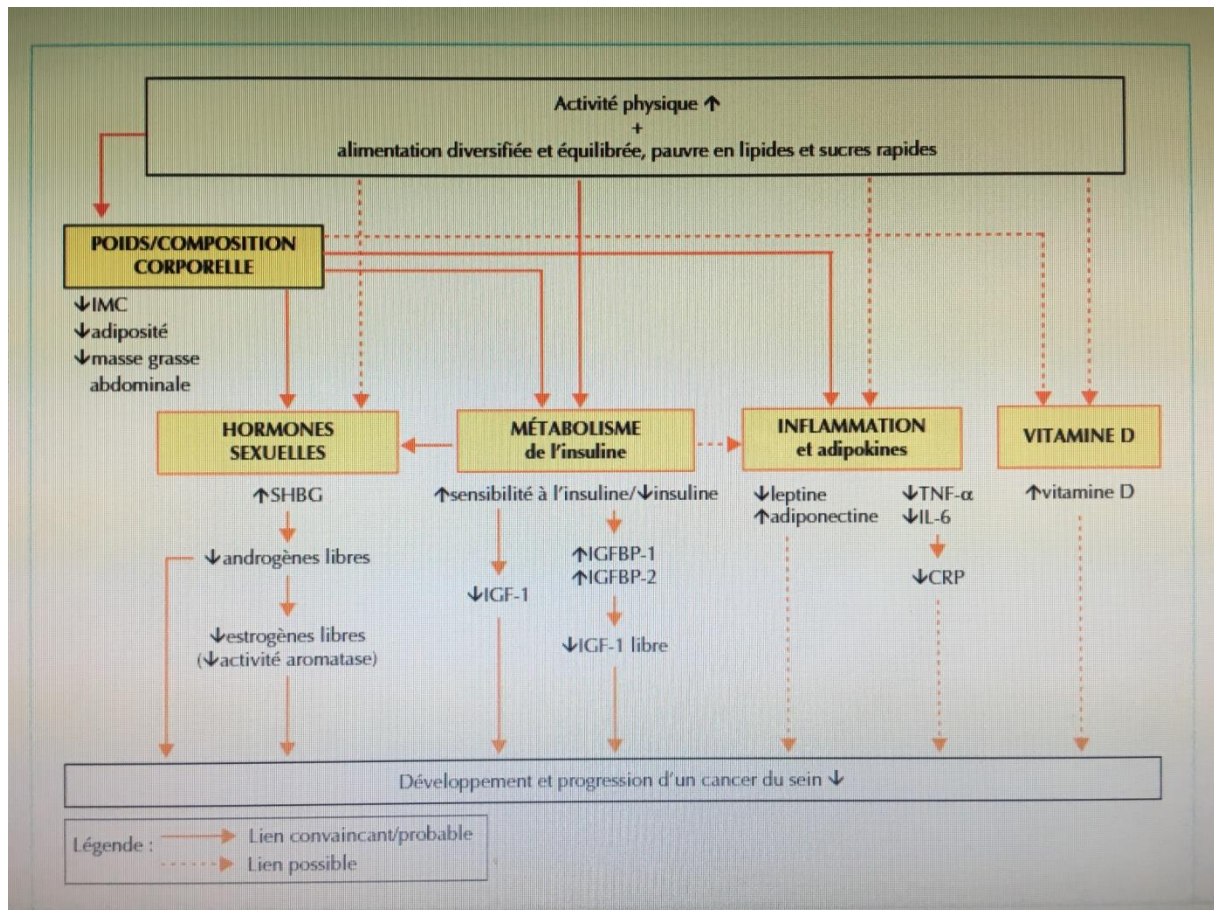 Activité physique ↑
+
alimentation diversifiée et équilibrée, pauvre en lipides et sucres rapides
POIDS/COMPOSITION
CORPORELLE
↓IMC
↓adiposité
↓masse grasse
abdominale
HORMONES
SEXUELLES
↑SHBG
↓androgènes libres
↓estrogènes libres
(↓activité aromatase)
MÉTABOLISME
de l'insuline
↑sensibilité à l'insuline/↓insuline
↓IGF-1
↑IGFBP-1
↑IGFBP-2
↓IGF-1 libre
INFLAMMATION
et adipokines
↓leptine
↑adiponectine
↓TNF-α
↓IL-6
↓CRP
VITAMINE D
↑vitamine D
Développement et progression d'un cancer du sein ↓
Légende :
Lien convaincant/probable
Lien possible